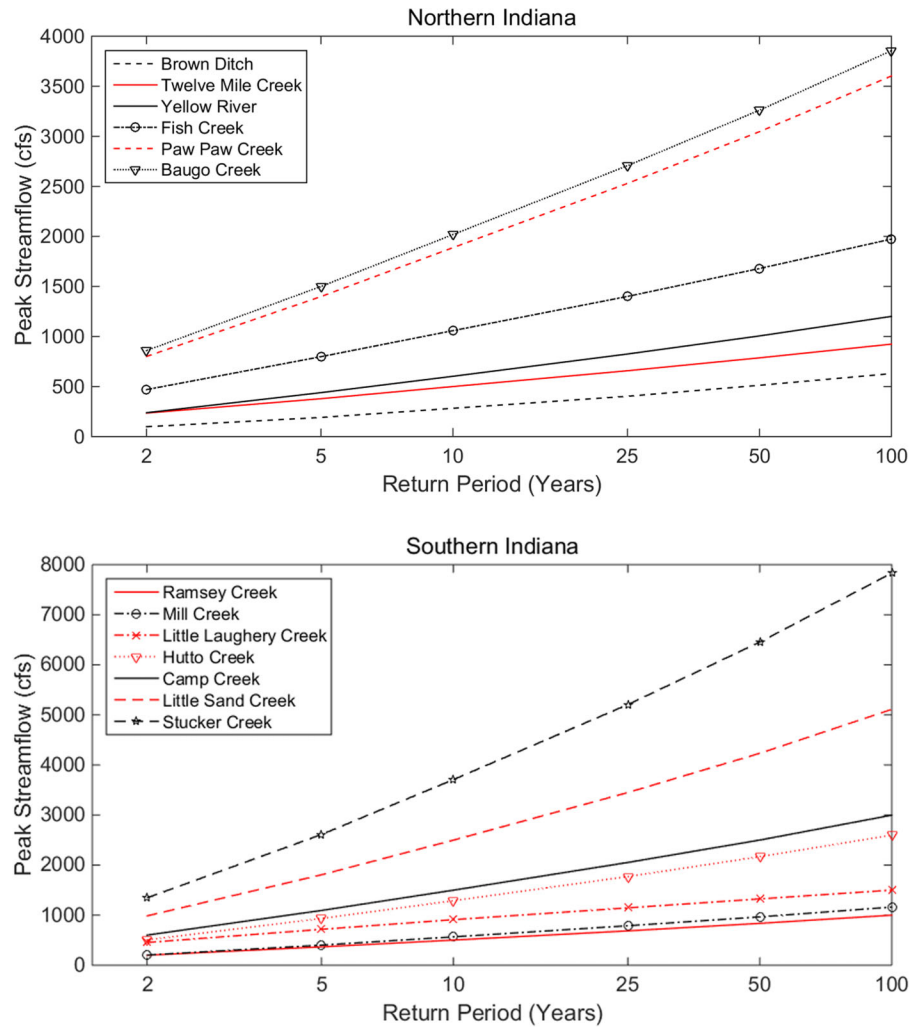 Northern Indiana
4000
3500
3000
2500
2000
1500
1000
500
0
Peak Streamflow (cfs)
Brown Ditch
Twelve Mile Creek
Yellow River
Fish Creek
Paw Paw Creek
Baugo Creek
2 5 10 25 50 100
Return Period (Years)
Southern Indiana
8000
7000
6000
5000
4000
3000
2000
1000
0
Peak Streamflow (cfs)
Ramsey Creek
Mill Creek
Little Laughery Creek
Hutto Creek
Camp Creek
Little Sand Creek
Stucker Creek
2 5 10 25 50 100
Return Period (Years)